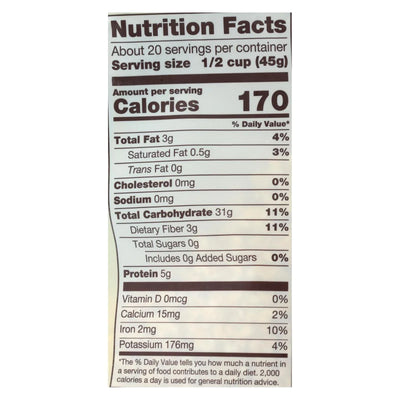 Nutrition Facts
About 20 servings per container
Serving size 1/2 cup (45g)
Amount per serving
Calories 170
% Daily Value*
Total Fat 3g 4%
Saturated Fat 0.5g 3%
Trans Fat 0g
Cholesterol 0mg 0%
Sodium 0mg 0%
Total Carbohydrate 31g 11%
Dietary Fiber 3g 11%
Total Sugars 0g
Includes 0g Added Sugars 0%
Protein 5g
Vitamin D 0mcg 0%
Calcium 15mg 2%
Iron 2mg 10%
Potassium 176mg 4%
*The % Daily Value tells you how much a nutrient in
a serving of food contributes to a daily diet. 2,000
calories a day is used for general nutrition advice.